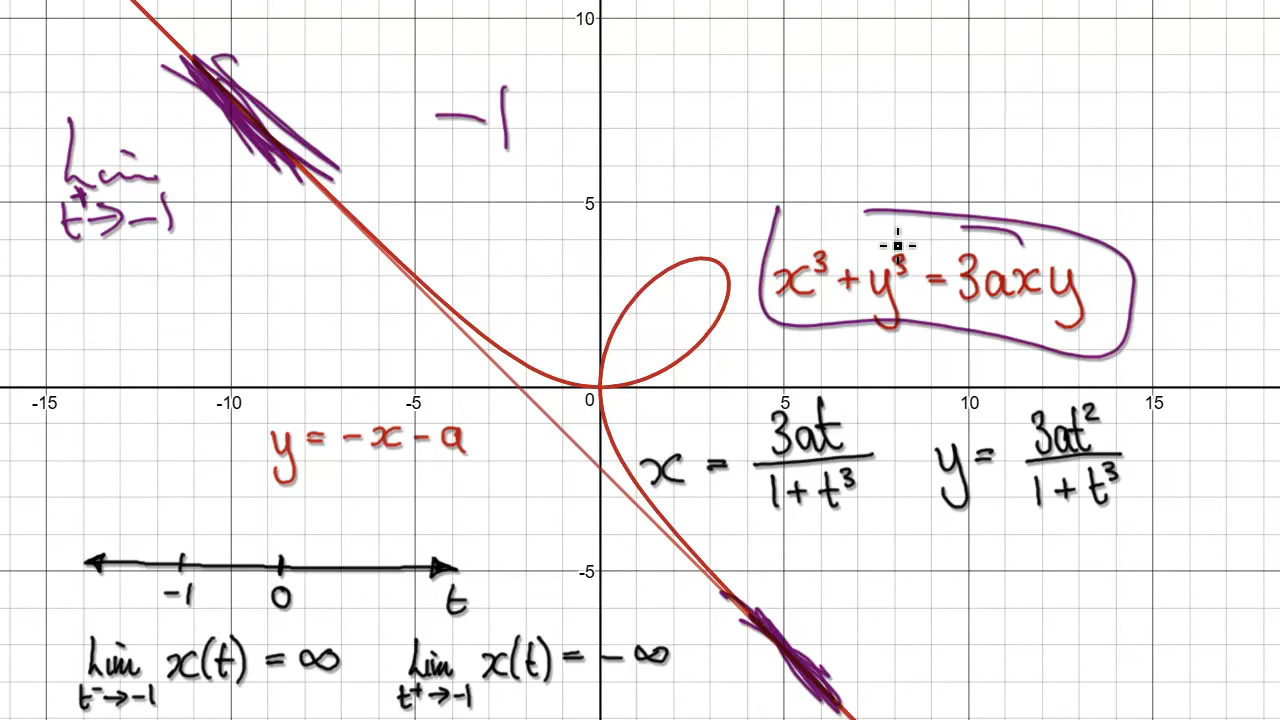 10
-1
lim
t⁺→-1
5
x³ + y³ = 3axy
-15 -10 -5 0 5 10 15
y = -x - a
x = 3at / 1 + t³
y = 3at² / 1 + t³
-5
-1 0 t
lim x(t) = ∞
t⁻→-1
lim x(t) = -∞
t⁺→-1